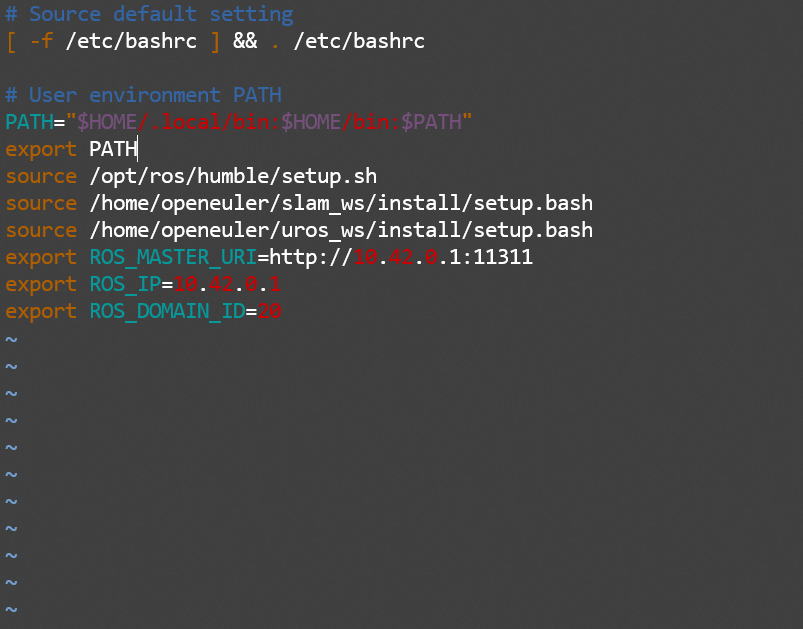 # Source default setting
[ -f /etc/bashrc ] && . /etc/bashrc
# User environment PATH
PATH="$HOME/.local/bin:$HOME/bin:$PATH"
export PATH
source /opt/ros/humble/setup.sh
source /home/openeuler/slam_ws/install/setup.bash
source /home/openeuler/uros_ws/install/setup.bash
export ROS_MASTER_URI=http://10.42.0.1:11311
export ROS_IP=10.42.0.1
export ROS_DOMAIN_ID=20
~
~
~
~
~
~
~
~
~
~
~